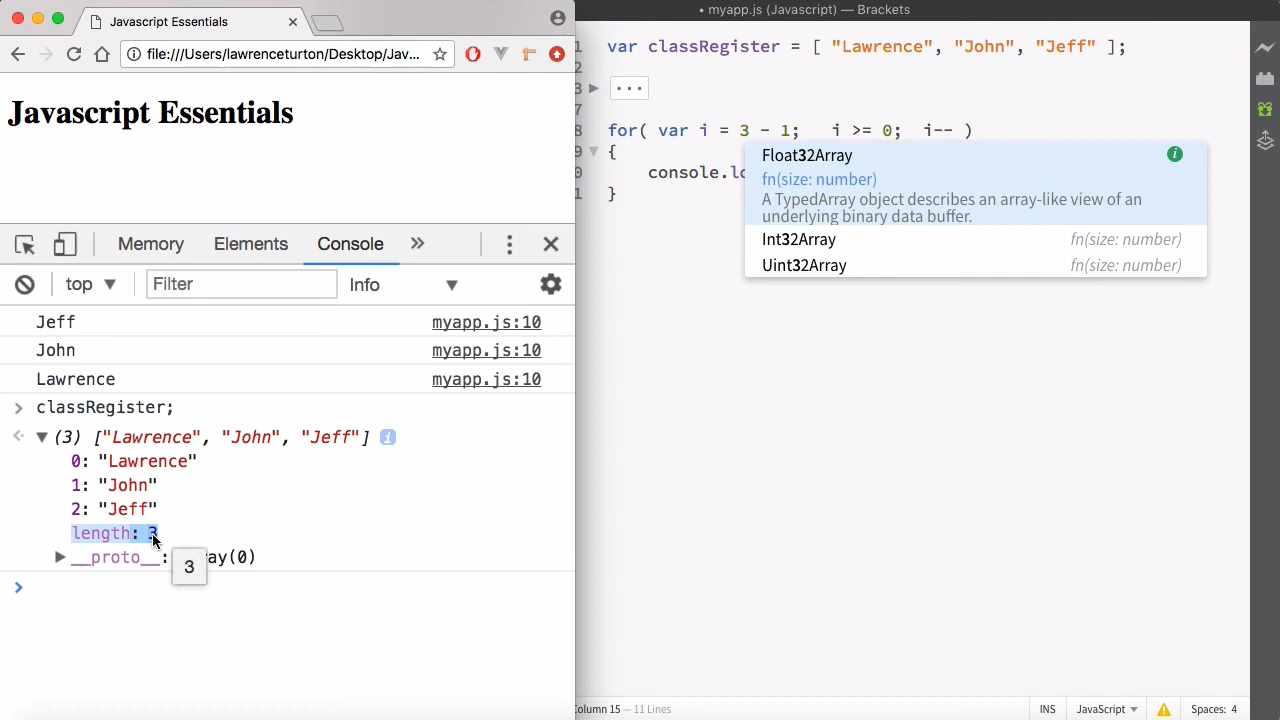 Javascript Essentials
file:///Users/lawrenceturton/Desktop/Jav...
Javascript Essentials
Memory Elements Console »
top ▼ Filter Info ▼
Jeff myapp.js:10
John myapp.js:10
Lawrence myapp.js:10
> classRegister;
(3) ["Lawrence", "John", "Jeff"] i
0: "Lawrence"
1: "John"
2: "Jeff"
length: 3
__proto__: ay(0)
3
>
• myapp.js (Javascript) — Brackets
1 var classRegister = [ "Lawrence", "John", "Jeff" ];
2
3 ...
7
8 for( var i = 3 - 1; i >= 0; i-- )
9 {
0 console.lo
1 }
Float32Array i
fn(size: number)
A TypedArray object describes an array-like view of an
underlying binary data buffer.
Int32Array fn(size: number)
Uint32Array fn(size: number)
olumn 15 — 11 Lines INS JavaScript Spaces: 4